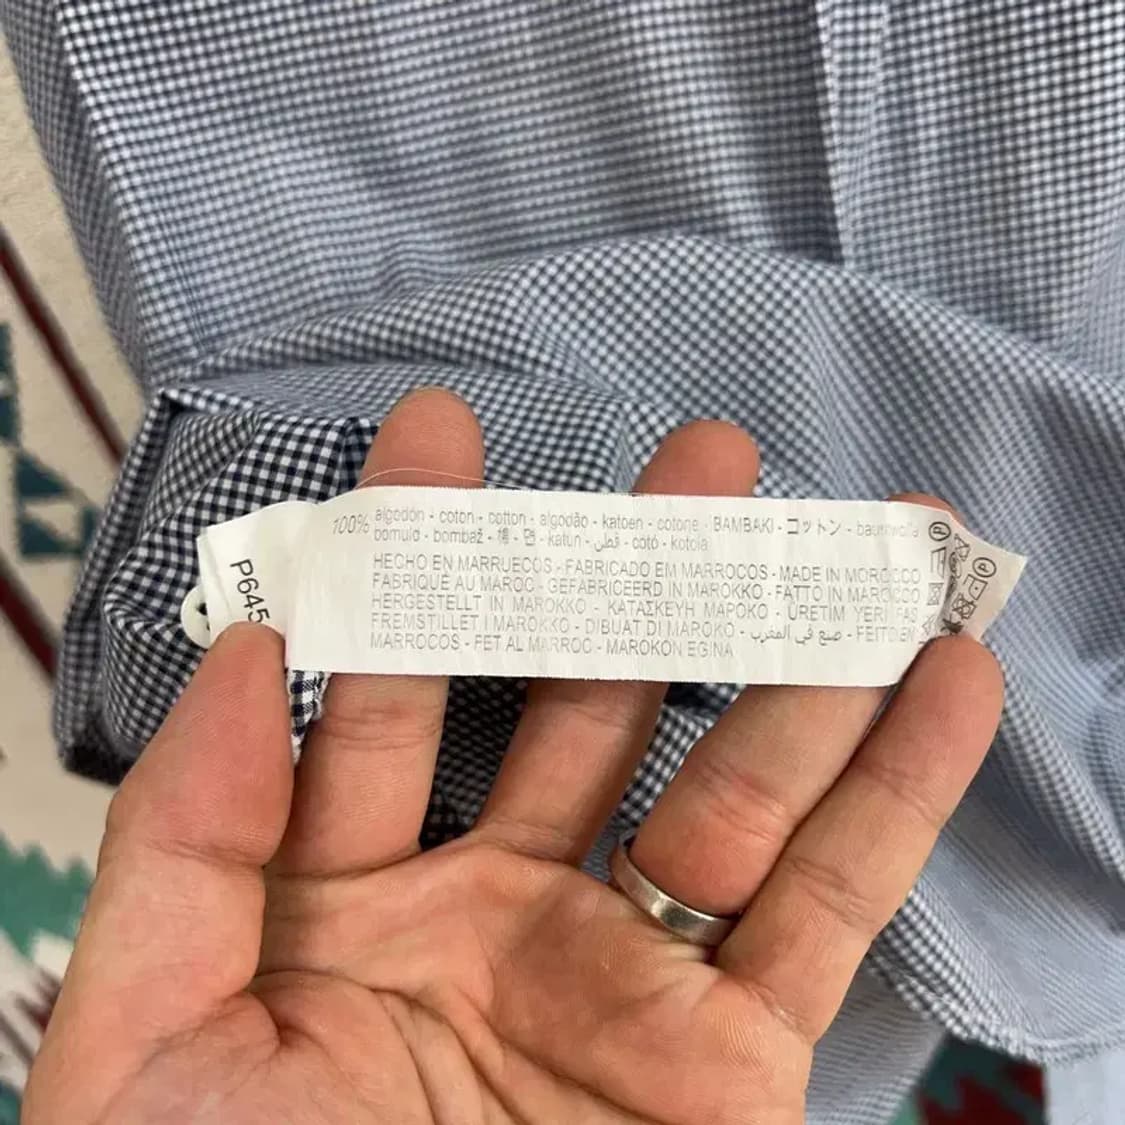 100% algodón - coton - cotton - algodão - katoen - cotone - BAMBAKI - コットン - baumwolle
bomuld - bombaž - 棉 - 면 - katun - قطن - cotó - kotoia
HECHO EN MARRUECOS - FABRICADO EM MARROCOS - MADE IN MOROCCO
FABRIQUÉ AU MAROC - GEFABRICEERD IN MAROKKO - FATTO IN MAROCCO
HERGESTELLT IN MAROKKO - ΚΑΤΑΣΚΕΥΗ ΜΑΡΟΚΟ - ÜRETIM YERI FAS
FREMSTILLET I MAROKKO - DIBUAT DI MAROKO - صنع في المغرب - FEITO EN
MARROCOS - FET AL MARROC - MAROKON EGINA
P645